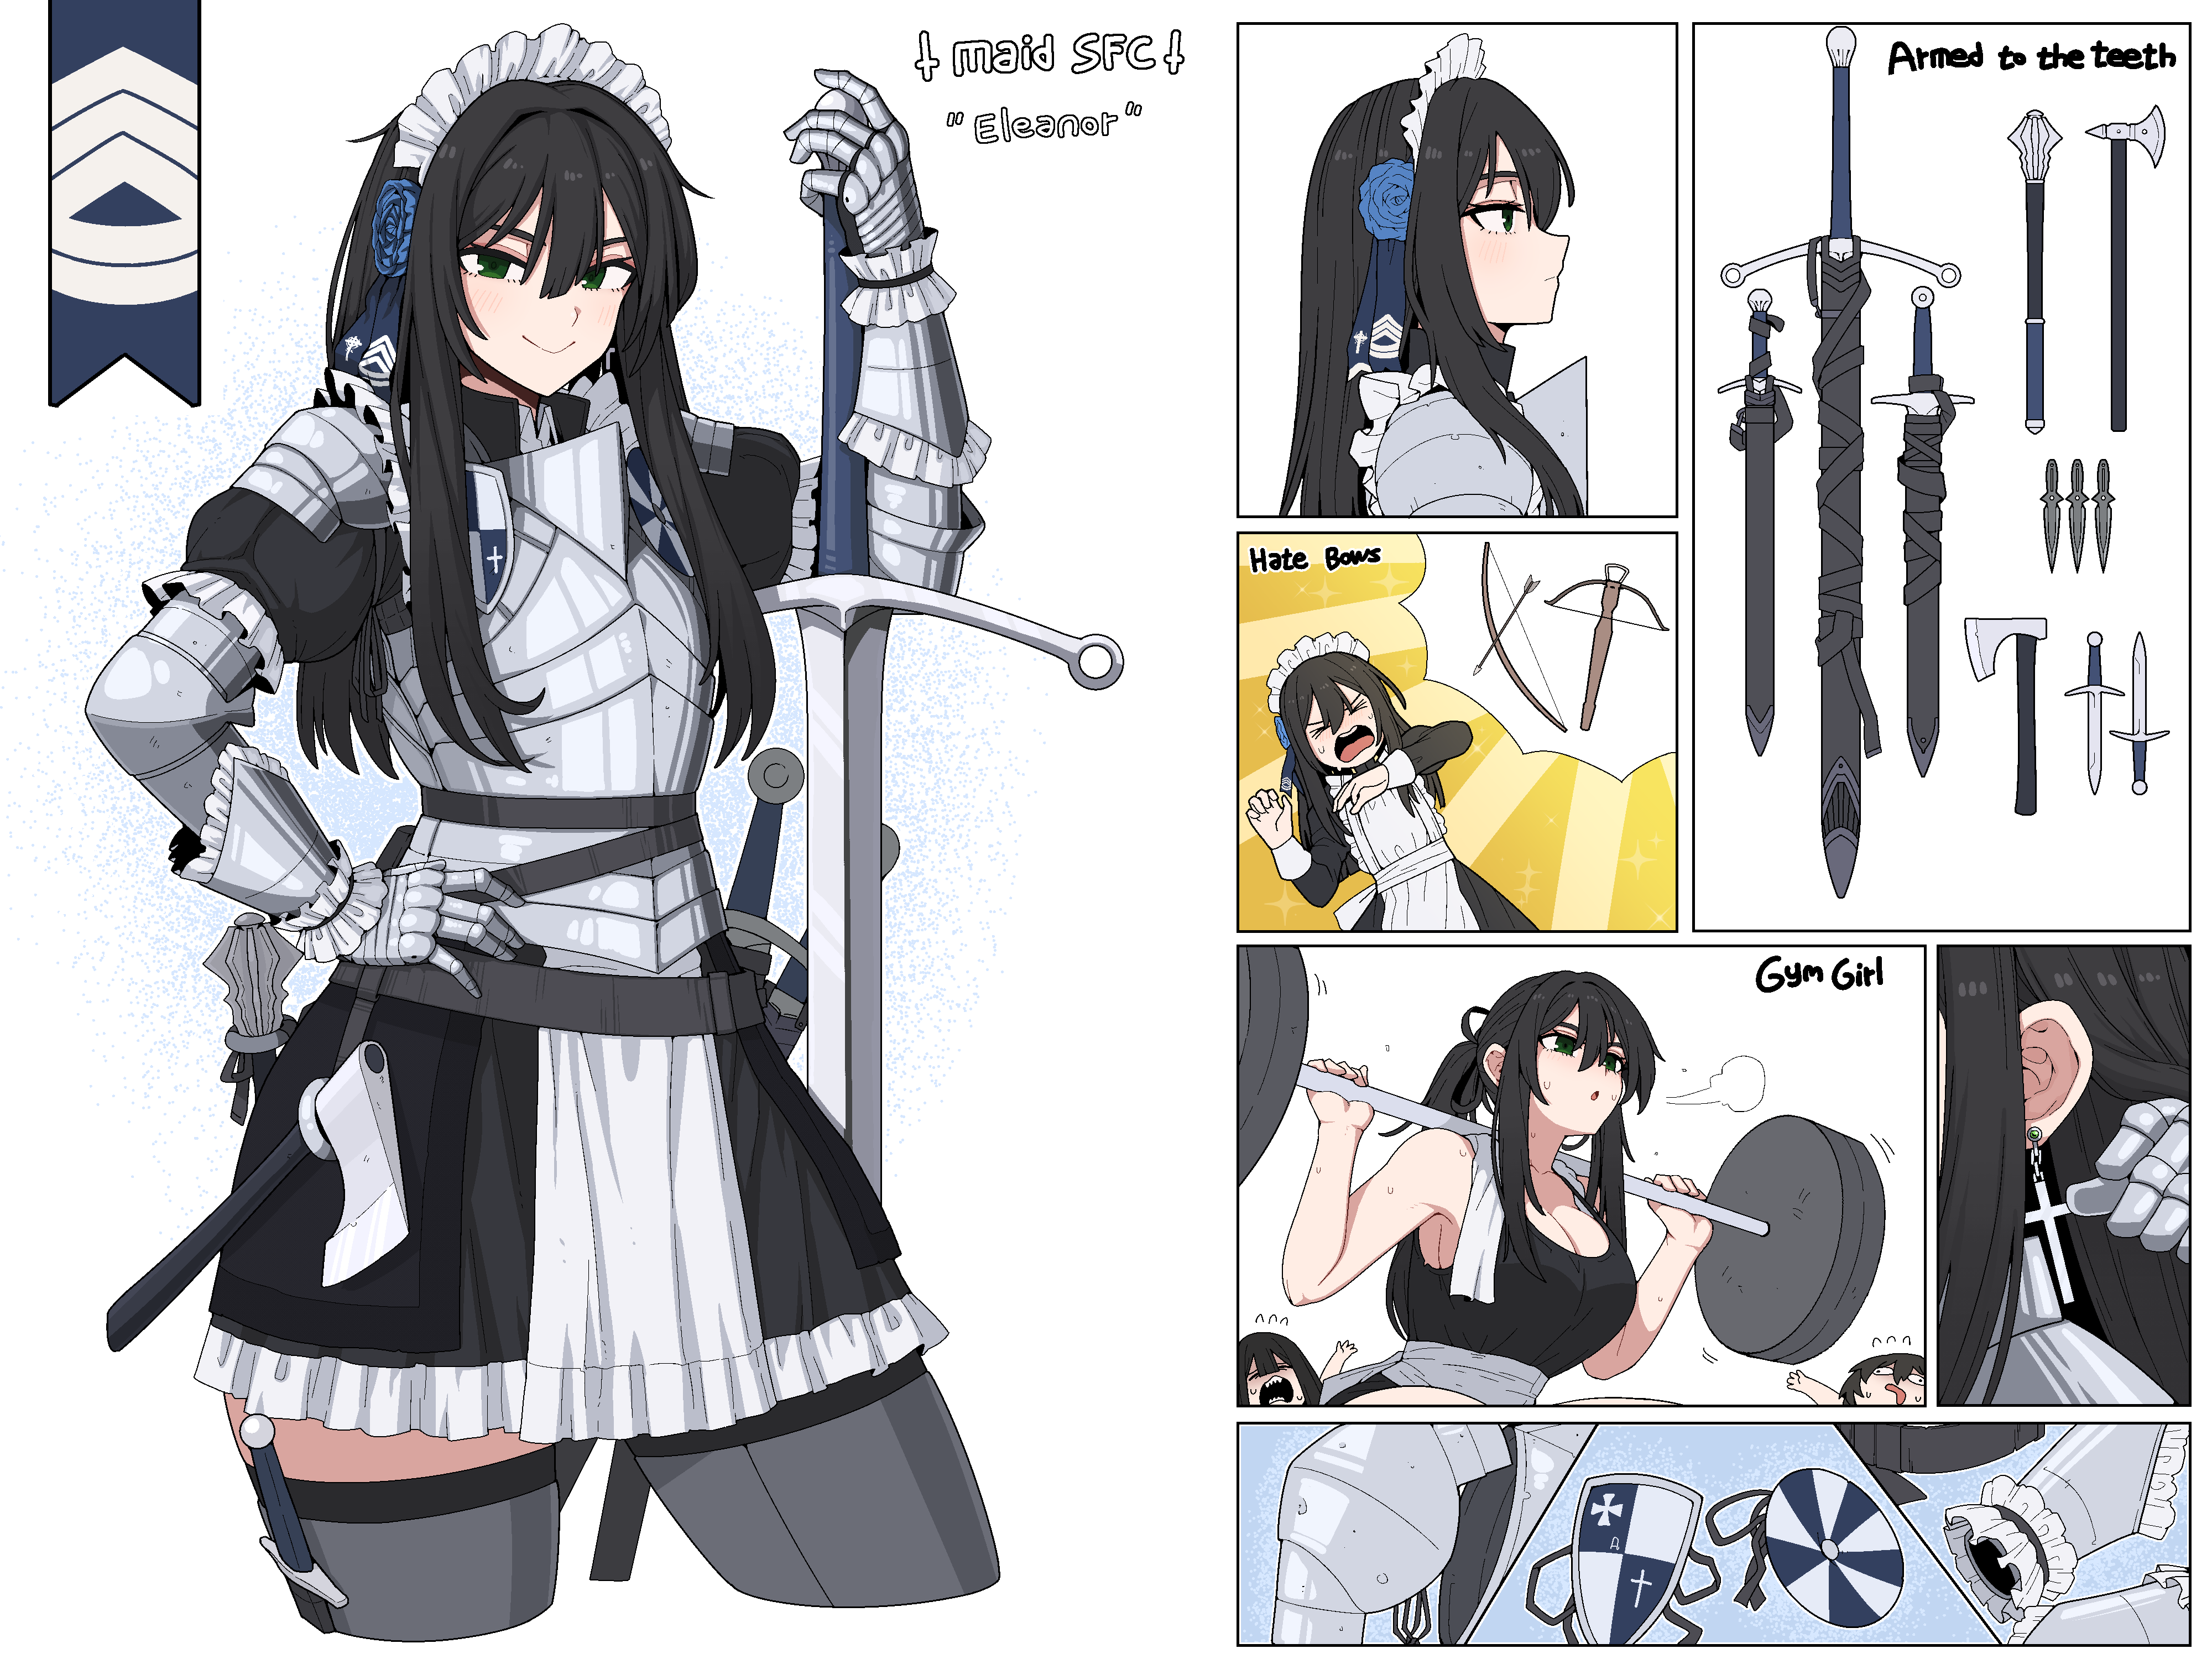 maid SFC
"Eleanor"
Armed to the teeth
Hate Bows
Gym Girl
A